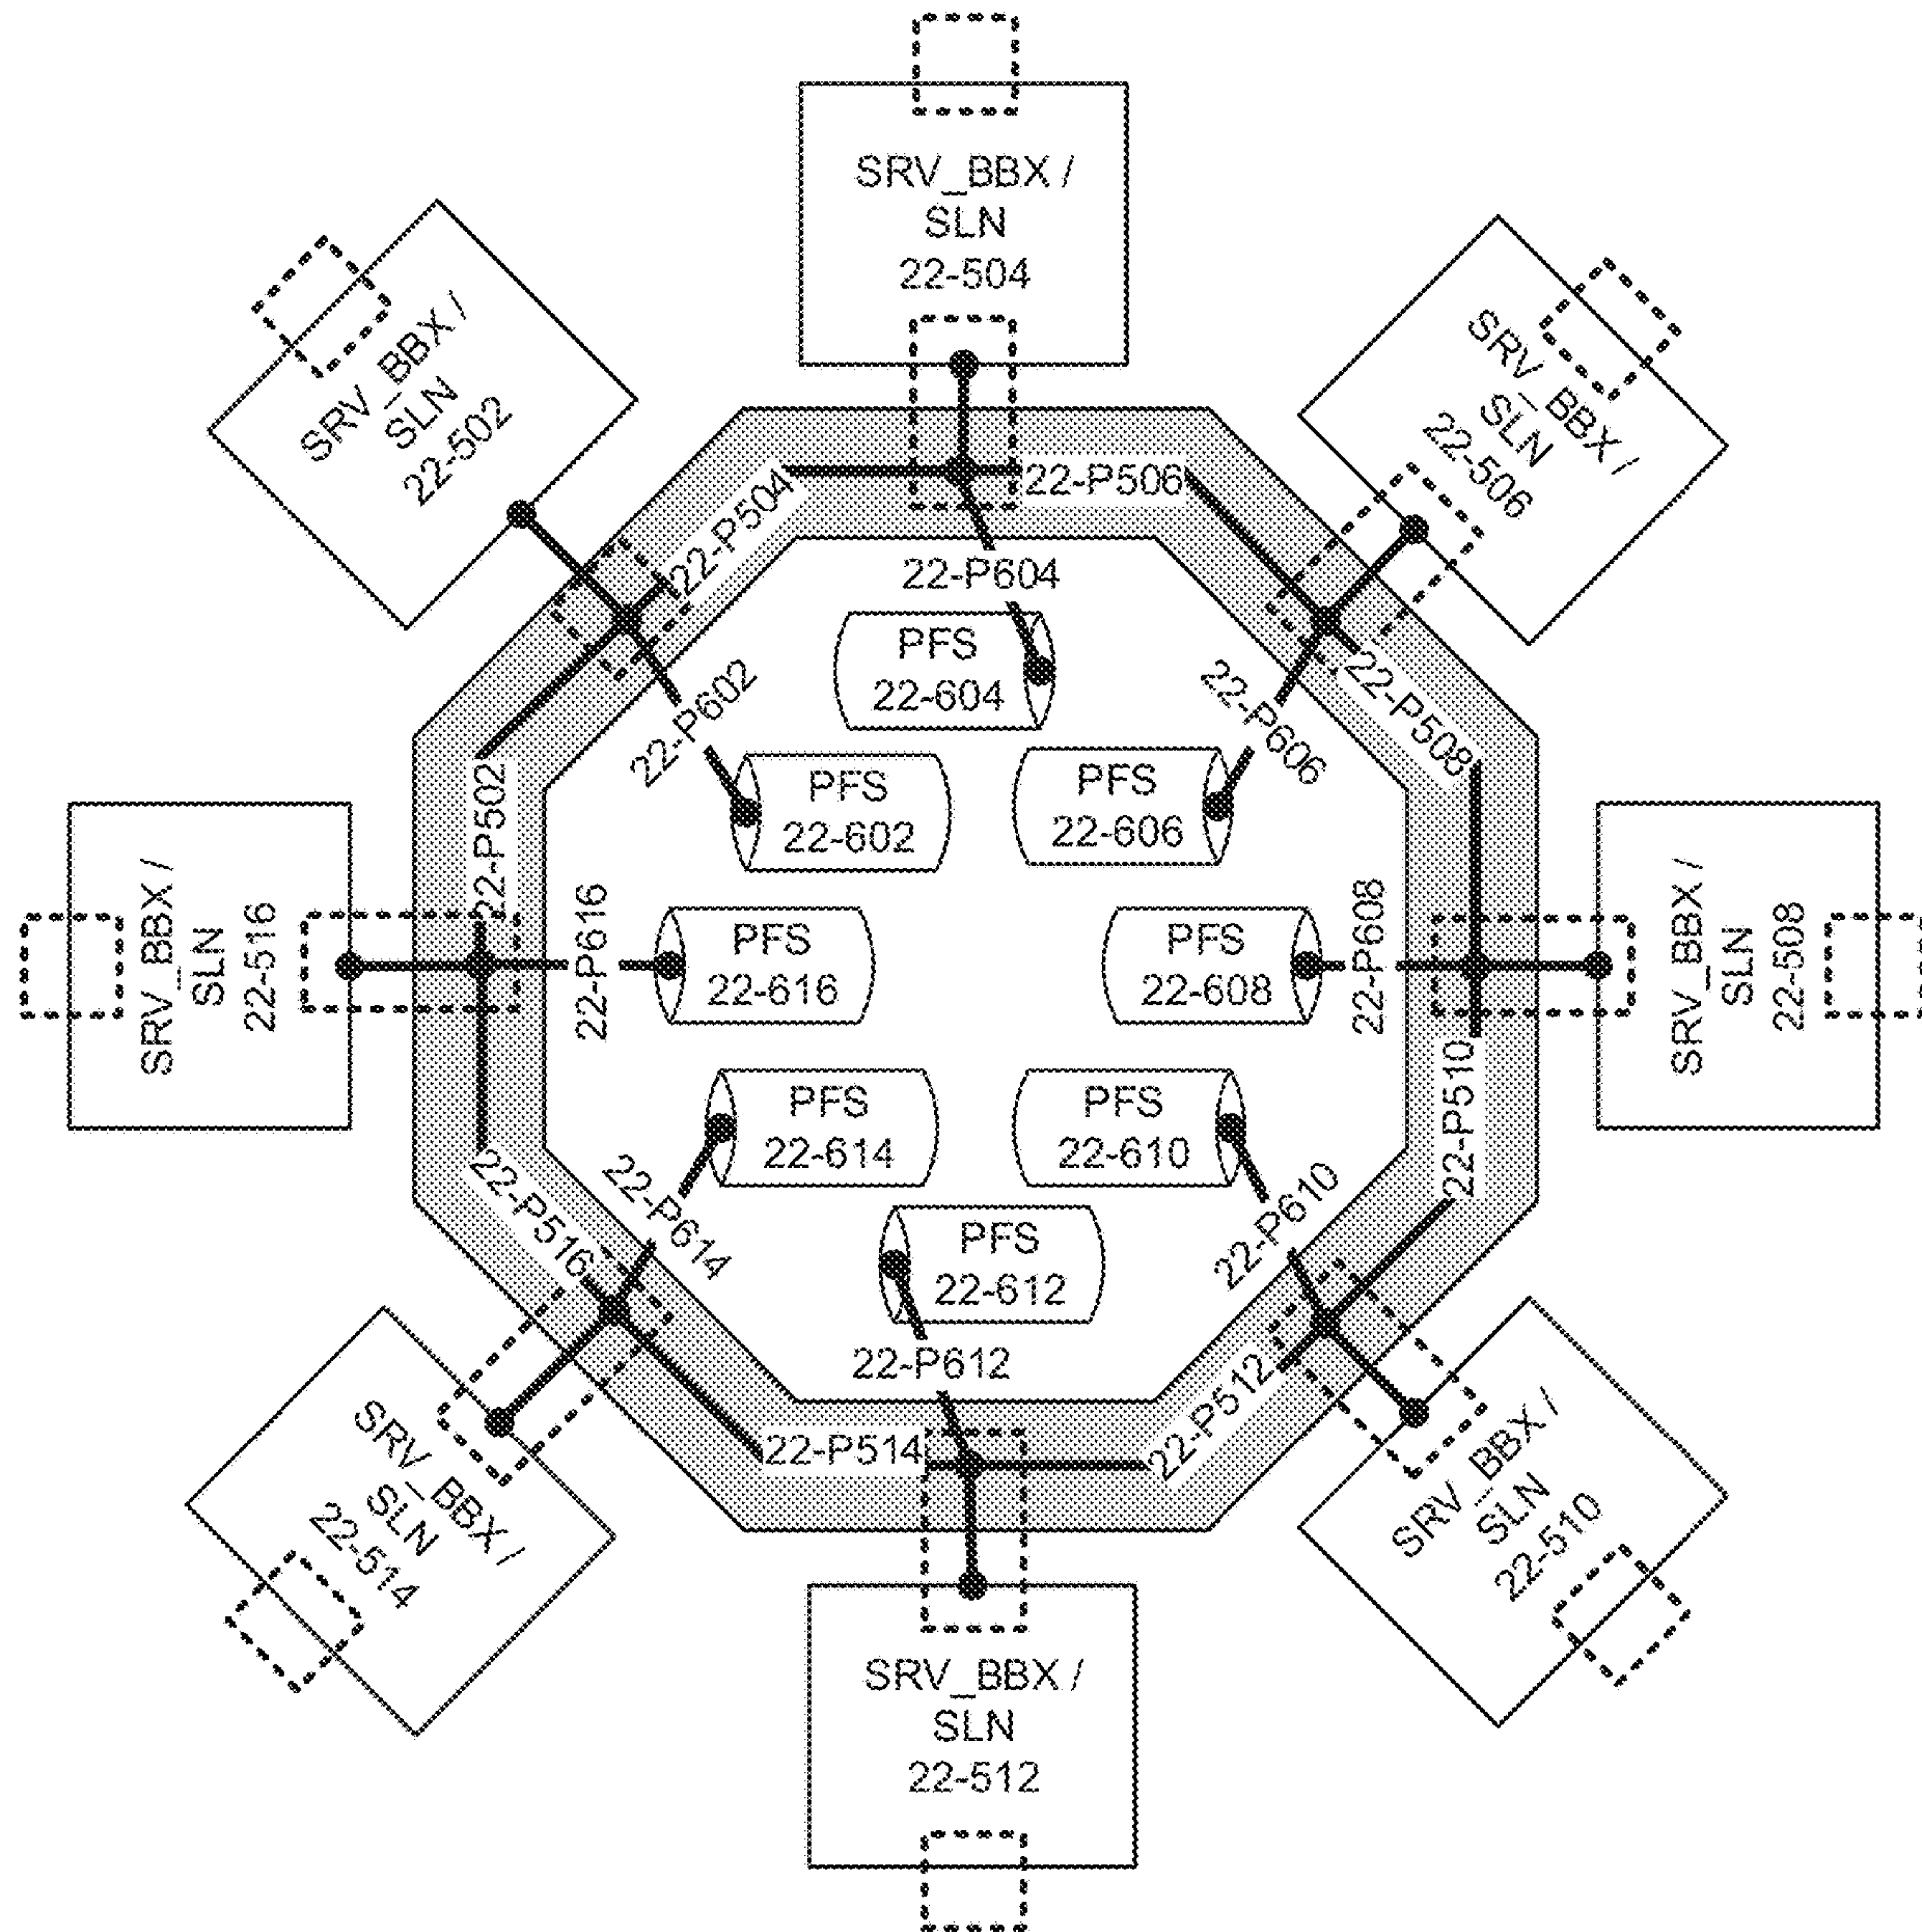 SRV_BBX /
SLN
22-504
SRV_BBX /
SLN
22-502
SRV_BBX /
SLN
22-506
22-P504
22-P506
22-P604
PFS
22-604
22-P602
22-P606
22-P508
22-P502
PFS
22-602
PFS
22-606
SRV_BBX /
SLN
22-516
22-P616
PFS
22-616
PFS
22-608
22-P608
SRV_BBX /
SLN
22-508
22-P510
22-P516
22-P614
PFS
22-614
PFS
22-610
22-P610
PFS
22-612
22-P612
22-P514
22-P512
SRV_BBX /
SLN
22-514
SRV_BBX /
SLN
22-510
SRV_BBX /
SLN
22-512